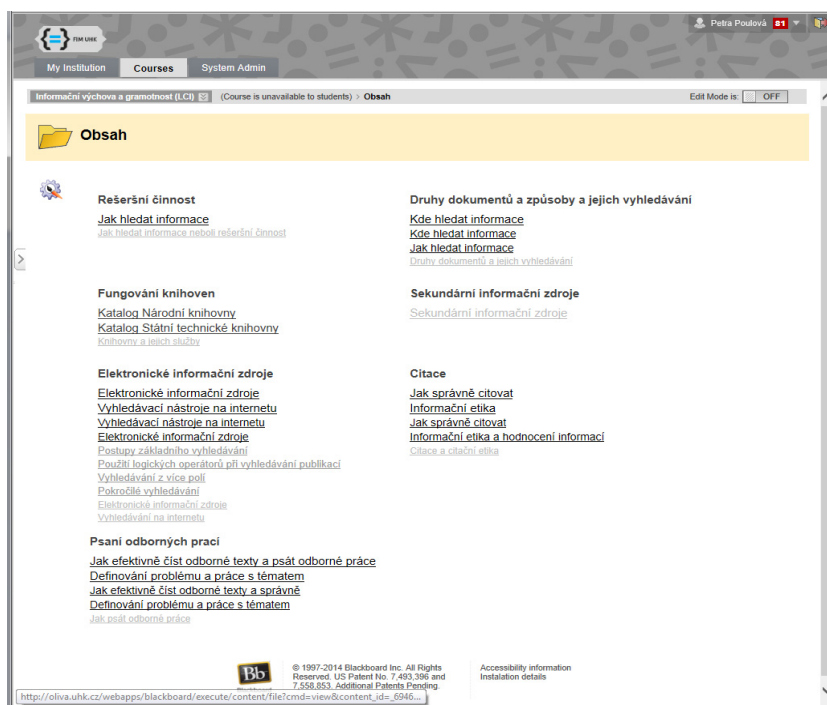 FIM UHK
Petra Poulová 81
My Institution Courses System Admin
Informační výchova a gramotnost (LCI) (Course is unavailable to students) > Obsah Edit Mode is: OFF
Obsah
Rešeršní činnost
Jak hledat informace
Jak hledat informace neboli rešeršní činnost
Druhy dokumentů a způsoby a jejich vyhledávání
Kde hledat informace
Kde hledat informace
Jak hledat informace
Druhy dokumentů a jejich vyhledávání
Fungování knihoven
Katalog Národní knihovny
Katalog Státní technické knihovny
Knihovny a jejich služby
Sekundární informační zdroje
Sekundární informační zdroje
Elektronické informační zdroje
Elektronické informační zdroje
Vyhledávací nástroje na internetu
Vyhledávací nástroje na internetu
Elektronické informační zdroje
Postupy základního vyhledávání
Použití logických operátorů při vyhledávání publikací
Vyhledávání z více polí
Pokročilé vyhledávání
Elektronické informační zdroje
Vyhledávání na internetu
Citace
Jak správně citovat
Informační etika
Jak správně citovat
Informační etika a hodnocení informací
Citace a citační etika
Psaní odborných prací
Jak efektivně číst odborné texty a psát odborné práce
Definování problému a práce s tématem
Jak efektivně číst odborné texty a správně
Definování problému a práce s tématem
Jak psát odborné práce
Bb
© 1997-2014 Blackboard Inc. All Rights
Reserved. US Patent No. 7,493,396 and
7,558,853. Additional Patents Pending.
Accessibility information
Instalation details
http://oliva.uhk.cz/webapps/blackboard/execute/content/file?cmd=view&content_id=_6946...